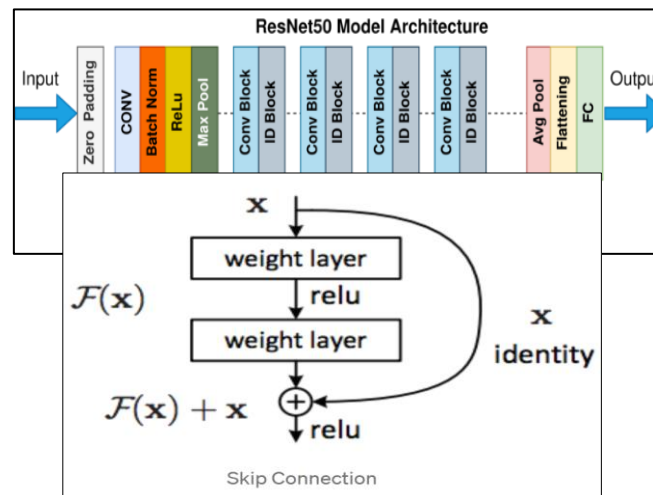 ResNet50 Model Architecture
Input
Zero Padding
CONV
Batch Norm
ReLu
Max Pool
Conv Block
ID Block
Conv Block
ID Block
Conv Block
ID Block
Conv Block
ID Block
Avg Pool
Flattening
FC
Output
x
weight layer
F(x)
relu
weight layer
x
identity
F(x) + x
+
relu
Skip Connection